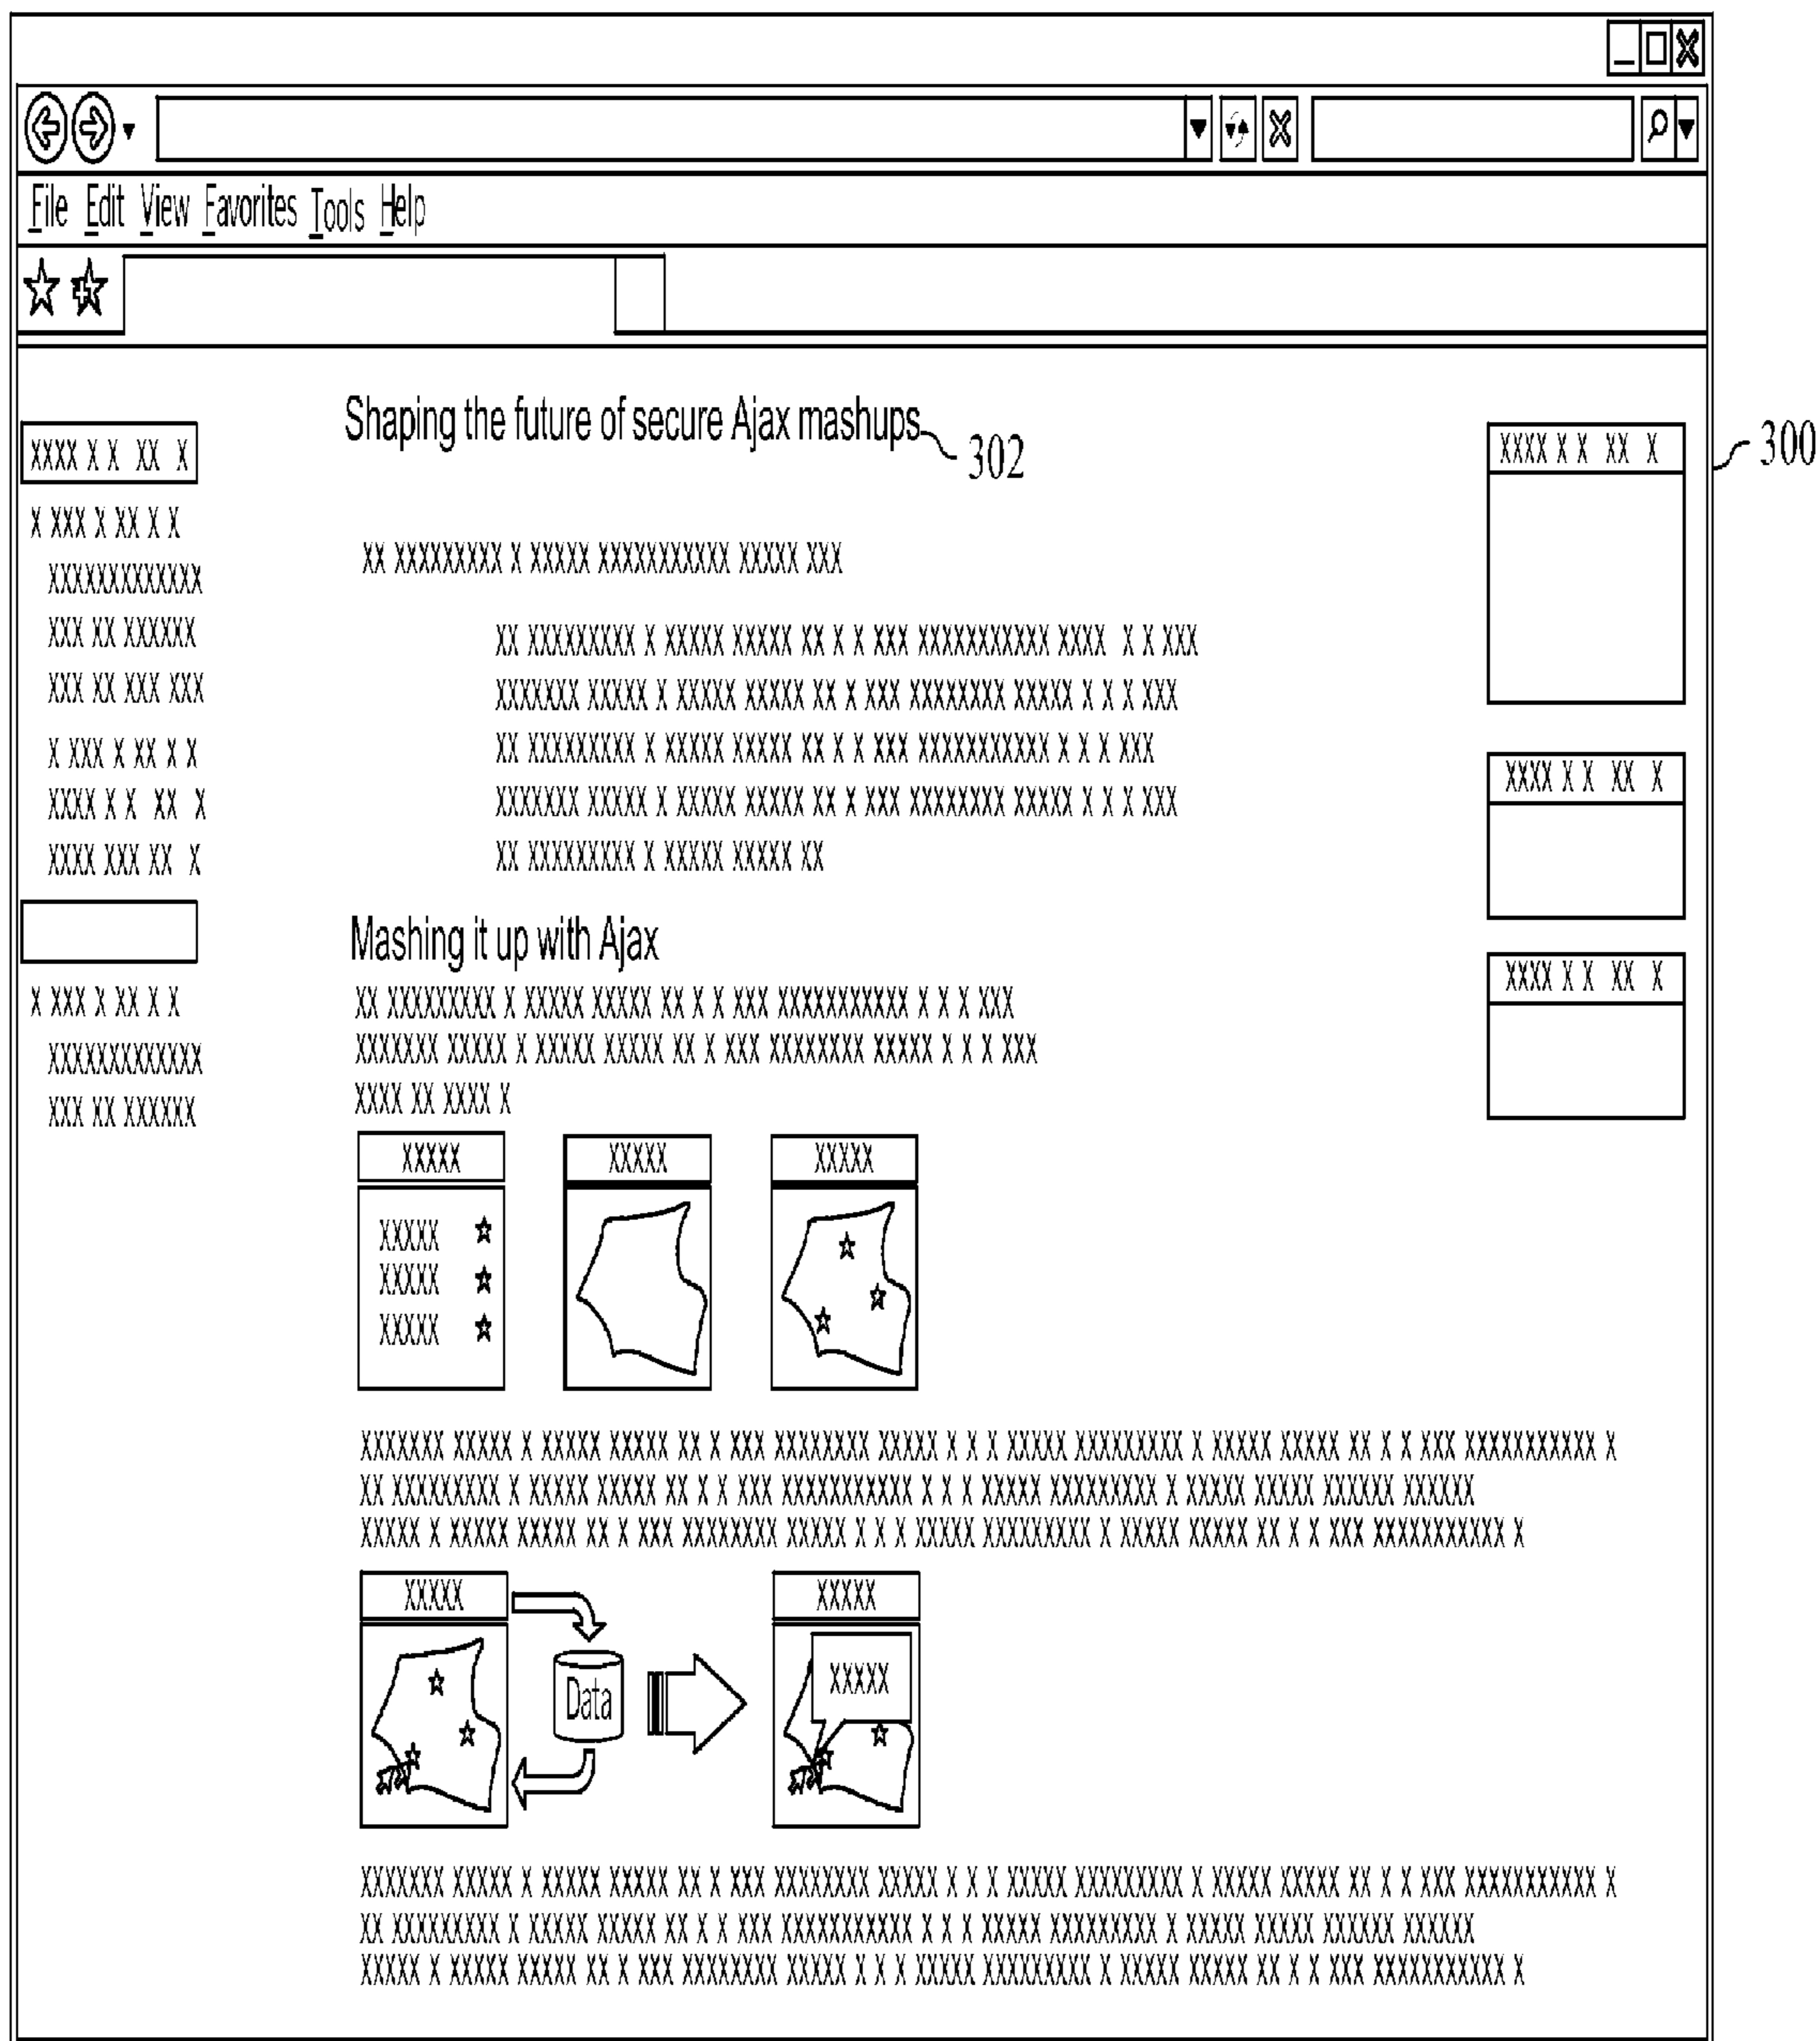 File Edit View Favorites Tools Help
Shaping the future of secure Ajax mashups
302
300
XXXX X X XX X
X XXX X XX X X
XXXXXXXXXXXXX
XXX XX XXXXXX
XXX XX XXX XXX
X XXX X XX X X
XXXX X X XX X
XXXX XXX XX X
X XXX X XX X X
XXXXXXXXXXXXX
XXX XX XXXXXX
XX XXXXXXXXX X XXXXX XXXXXXXXXXX XXXXX XXX
XX XXXXXXXXX X XXXXX XXXXX XX X X XXX XXXXXXXXXXX XXXX X X XXX
XXXXXXX XXXXX X XXXXX XXXXX XX X XXX XXXXXXXX XXXXX X X X XXX
XX XXXXXXXXX X XXXXX XXXXX XX X X XXX XXXXXXXXXXX X X X XXX
XXXXXXX XXXXX X XXXXX XXXXX XX X XXX XXXXXXXX XXXXX X X X XXX
XX XXXXXXXXX X XXXXX XXXXX XX
Mashing it up with Ajax
XX XXXXXXXXX X XXXXX XXXXX XX X X XXX XXXXXXXXXXX X X X XXX
XXXXXXX XXXXX X XXXXX XXXXX XX X XXX XXXXXXXX XXXXX X X X XXX
XXXX XX XXXX X
XXXXX XXXXX XXXXX
XXXXX
XXXXX
XXXXX
XXXXXXX XXXXX X XXXXX XXXXX XX X XXX XXXXXXXX XXXXX X X X XXXXX XXXXXXXXX X XXXXX XXXXX XX X X XXX XXXXXXXXXXX X
XX XXXXXXXXX X XXXXX XXXXX XX X X XXX XXXXXXXXXXX X X X XXXXX XXXXXXXXX X XXXXX XXXXX XXXXXX XXXXXX
XXXXX X XXXXX XXXXX XX X XXX XXXXXXXX XXXXX X X X XXXXX XXXXXXXXX X XXXXX XXXXX XX X X XXX XXXXXXXXXXX X
XXXXX XXXXX
Data
XXXXX
XXXXXXX XXXXX X XXXXX XXXXX XX X XXX XXXXXXXX XXXXX X X X XXXXX XXXXXXXXX X XXXXX XXXXX XX X X XXX XXXXXXXXXXX X
XX XXXXXXXXX X XXXXX XXXXX XX X X XXX XXXXXXXXXXX X X X XXXXX XXXXXXXXX X XXXXX XXXXX XXXXXX XXXXXX
XXXXX X XXXXX XXXXX XX X XXX XXXXXXXX XXXXX X X X XXXXX XXXXXXXXX X XXXXX XXXXX XX X X XXX XXXXXXXXXXX X
XXXX X X XX X
XXXX X X XX X
XXXX X X XX X